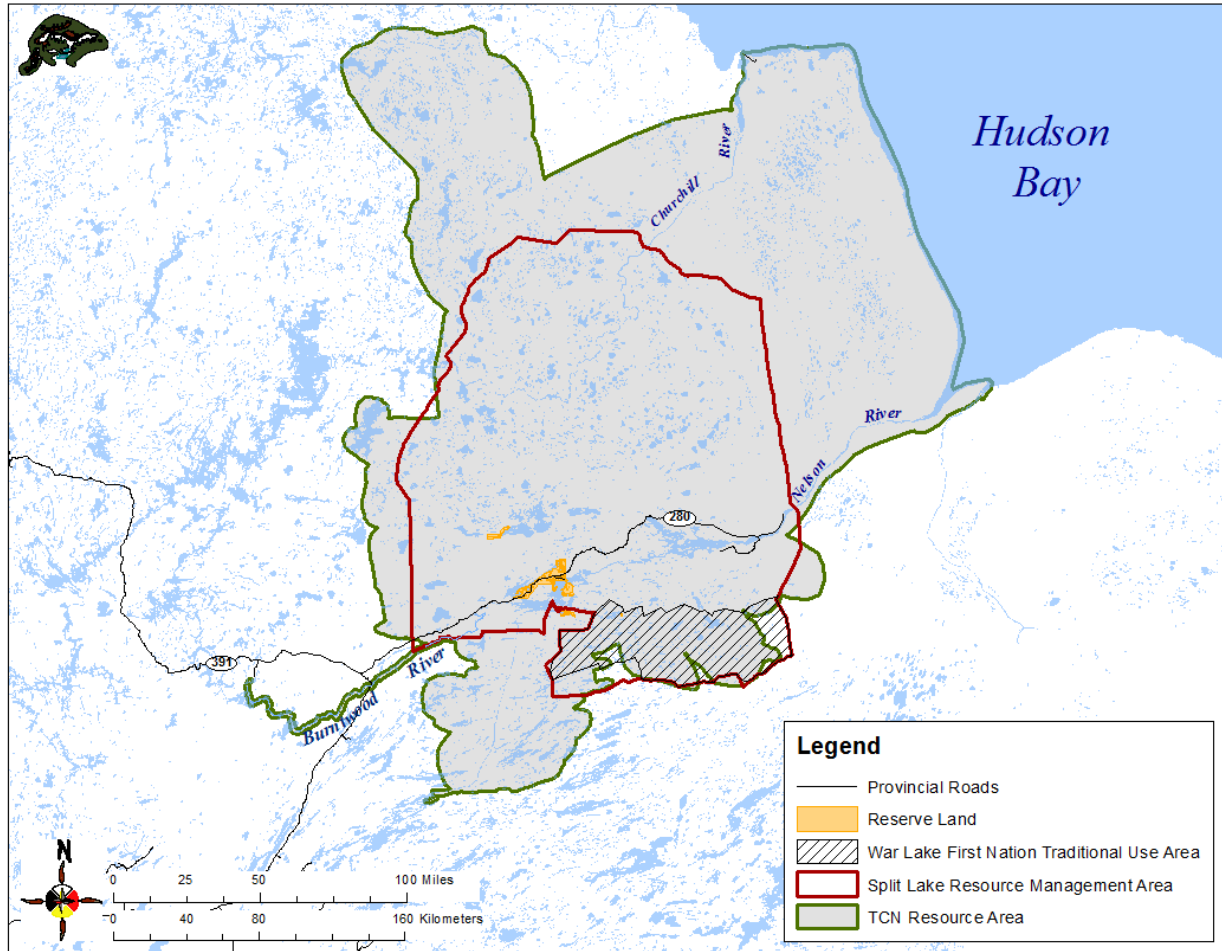 Hudson
Bay
River
Churchill
River
Nelson
280
391
River
Burntwood
Legend
Provincial Roads
Reserve Land
War Lake First Nation Traditional Use Area
Split Lake Resource Management Area
TCN Resource Area
N
0 25 50 100 Miles
0 40 80 160 Kilometers